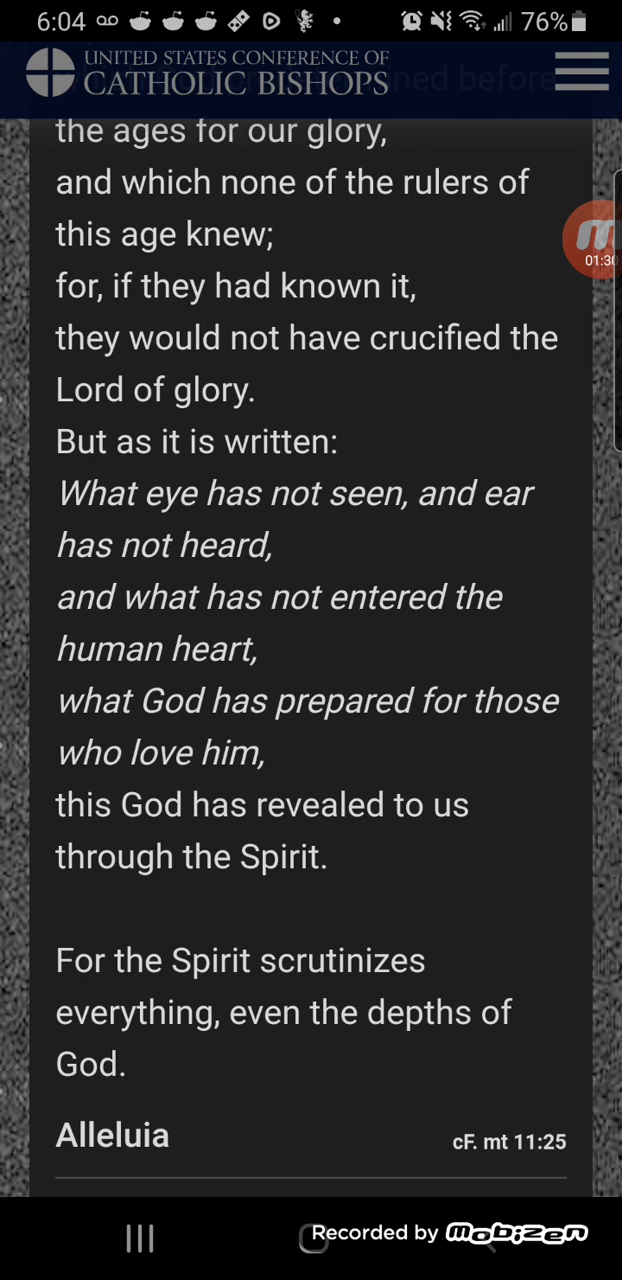 6:04
76%
UNITED STATES CONFERENCE OF
CATHOLIC BISHOPS
before
the ages for our glory,
and which none of the rulers of
this age knew;
01:30
for, if they had known it,
they would not have crucified the
Lord of glory.
But as it is written:
What eye has not seen, and ear
has not heard,
and what has not entered the
human heart,
what God has prepared for those
who love him,
this God has revealed to us
through the Spirit.
For the Spirit scrutinizes
everything, even the depths of
God.
Alleluia cF. mt 11:25
Recorded by Mobizen